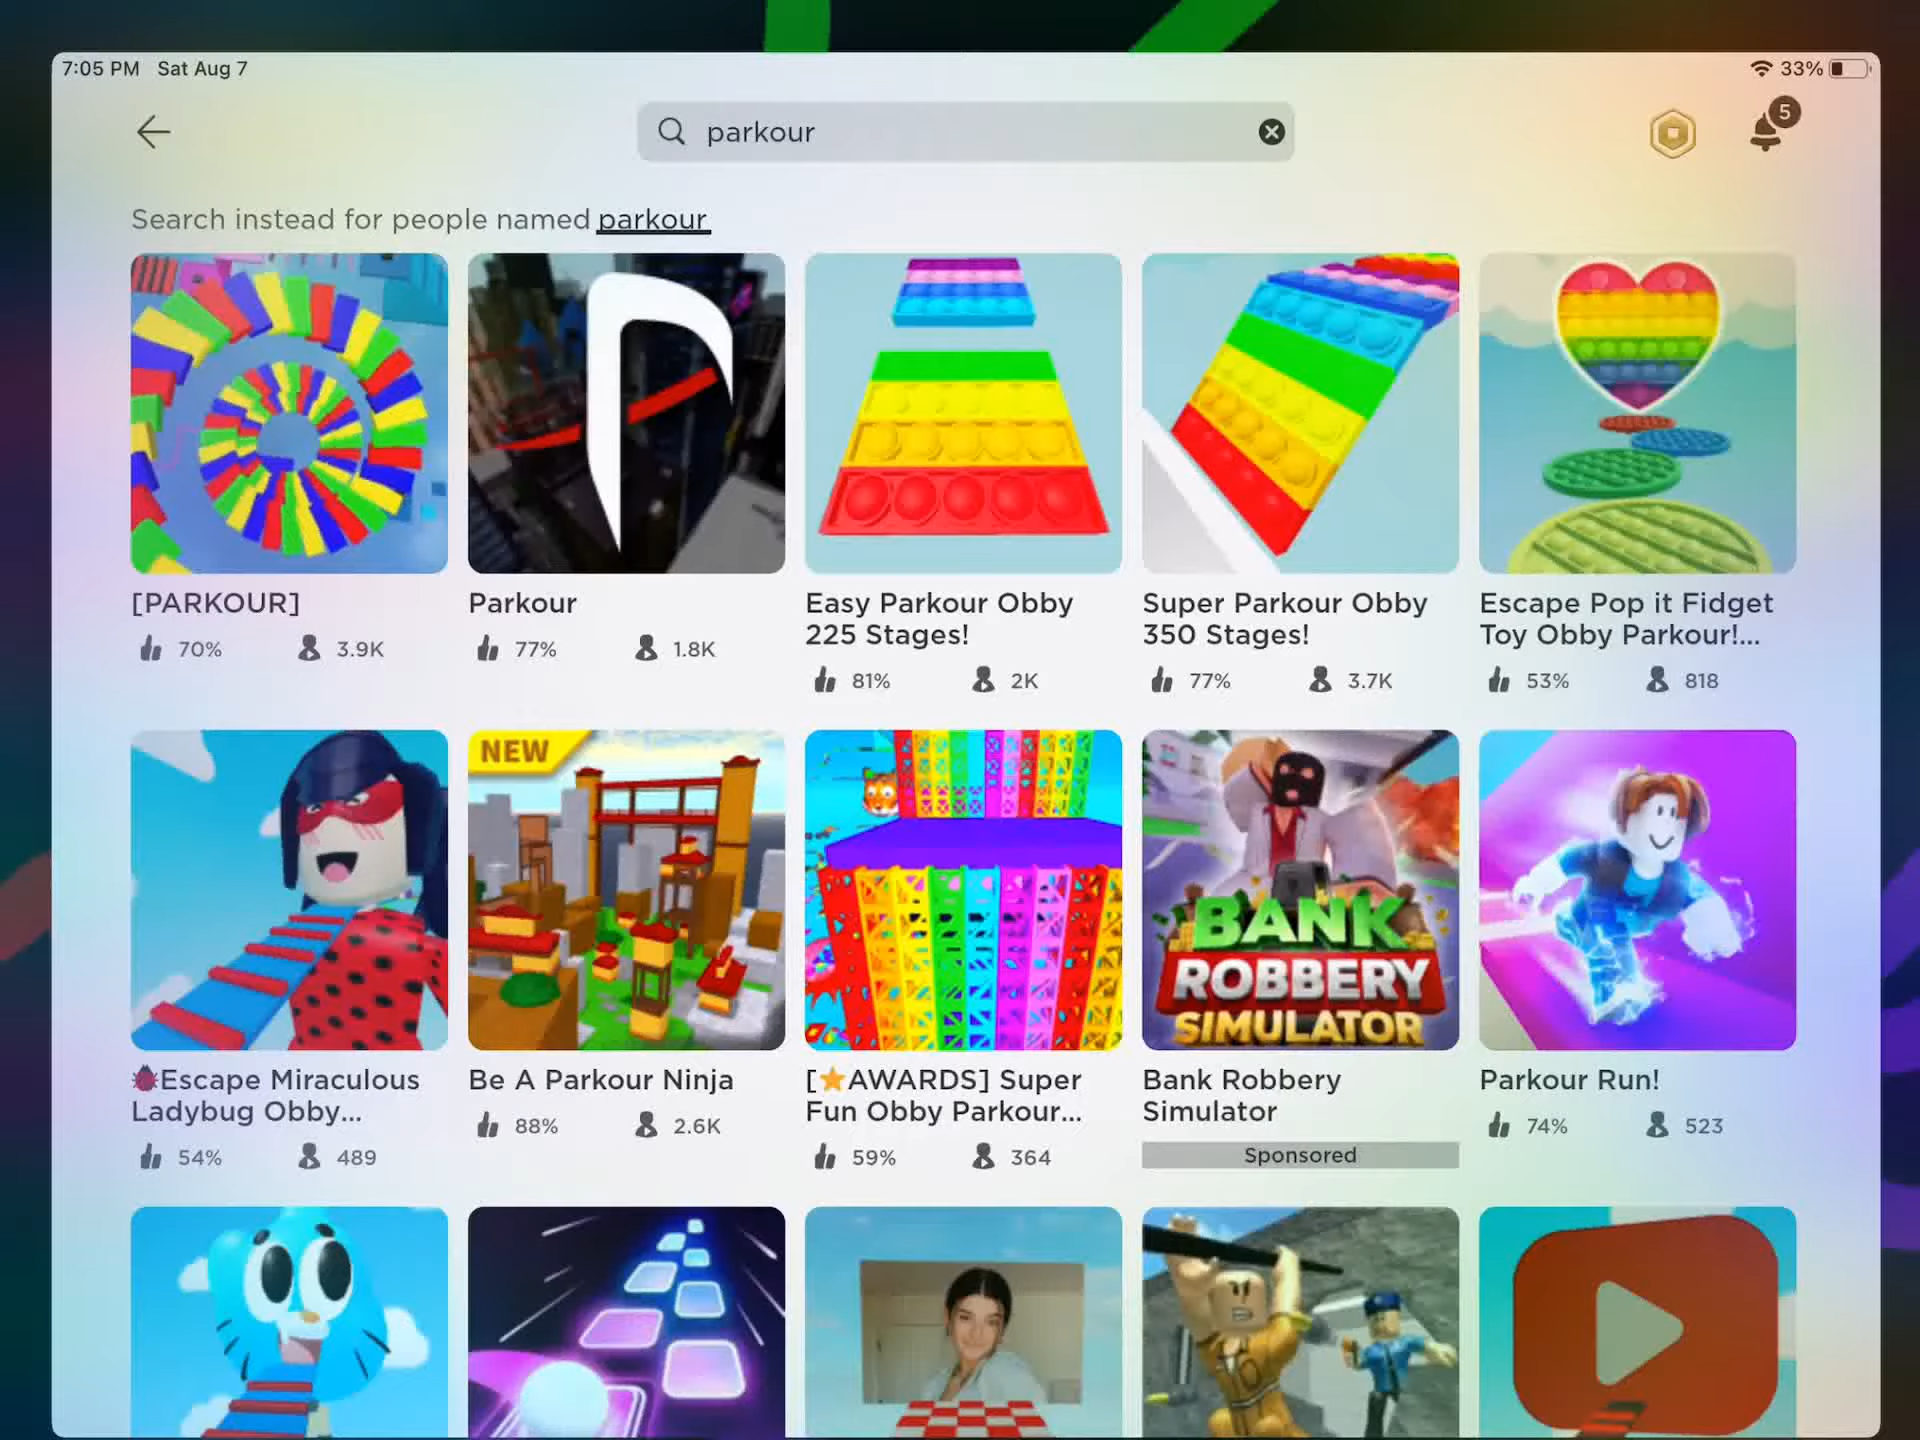 7:05 PM Sat Aug 7
33%
parkour
5
Search instead for people named parkour
[PARKOUR]
70% 3.9K
Parkour
77% 1.8K
Easy Parkour Obby
225 Stages!
81% 2K
Super Parkour Obby
350 Stages!
77% 3.7K
Escape Pop it Fidget
Toy Obby Parkour!...
53% 818
🐞Escape Miraculous
Ladybug Obby...
54% 489
NEW
Be A Parkour Ninja
88% 2.6K
[⭐AWARDS] Super
Fun Obby Parkour...
59% 364
BANK
ROBBERY
SIMULATOR
Bank Robbery
Simulator
Sponsored
Parkour Run!
74% 523